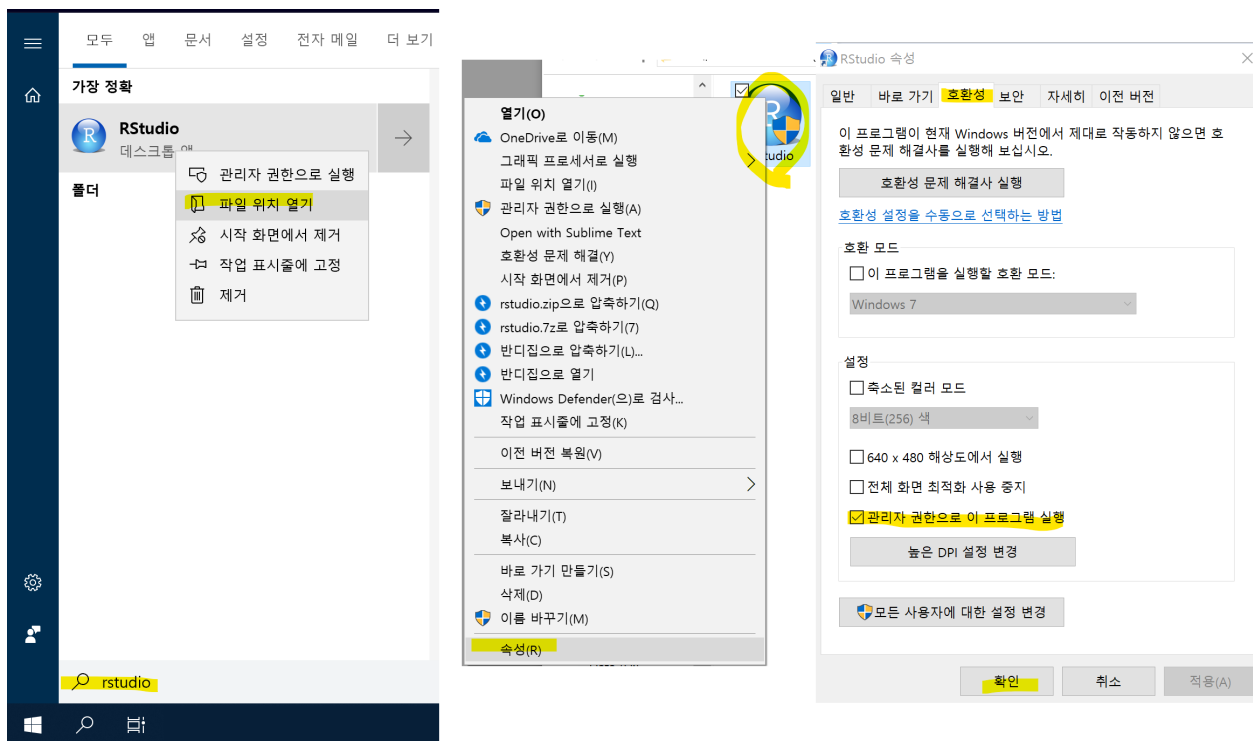 모두 앱 문서 설정 전자 메일 더 보기
가장 정확
RStudio
데스크톱 앱
관리자 권한으로 실행
폴더
파일 위치 열기
시작 화면에서 제거
작업 표시줄에 고정
제거
rstudio
열기(O)
OneDrive로 이동(M)
그래픽 프로세서로 실행
파일 위치 열기(I)
관리자 권한으로 실행(A)
Open with Sublime Text
호환성 문제 해결(Y)
시작 화면에서 제거(P)
rstudio.zip으로 압축하기(Q)
rstudio.7z로 압축하기(7)
반디집으로 압축하기(L)...
반디집으로 열기
Windows Defender(으)로 검사...
작업 표시줄에 고정(K)
이전 버전 복원(V)
보내기(N)
잘라내기(T)
복사(C)
바로 가기 만들기(S)
삭제(D)
이름 바꾸기(M)
속성(R)
tudio
RStudio 속성
일반 바로 가기 호환성 보안 자세히 이전 버전
이 프로그램이 현재 Windows 버전에서 제대로 작동하지 않으면 호
환성 문제 해결사를 실행해 보십시오.
호환성 문제 해결사 실행
호환성 설정을 수동으로 선택하는 방법
호환 모드
이 프로그램을 실행할 호환 모드:
Windows 7
설정
축소된 컬러 모드
8비트(256) 색
640 x 480 해상도에서 실행
전체 화면 최적화 사용 중지
관리자 권한으로 이 프로그램 실행
높은 DPI 설정 변경
모든 사용자에 대한 설정 변경
확인 취소 적용(A)